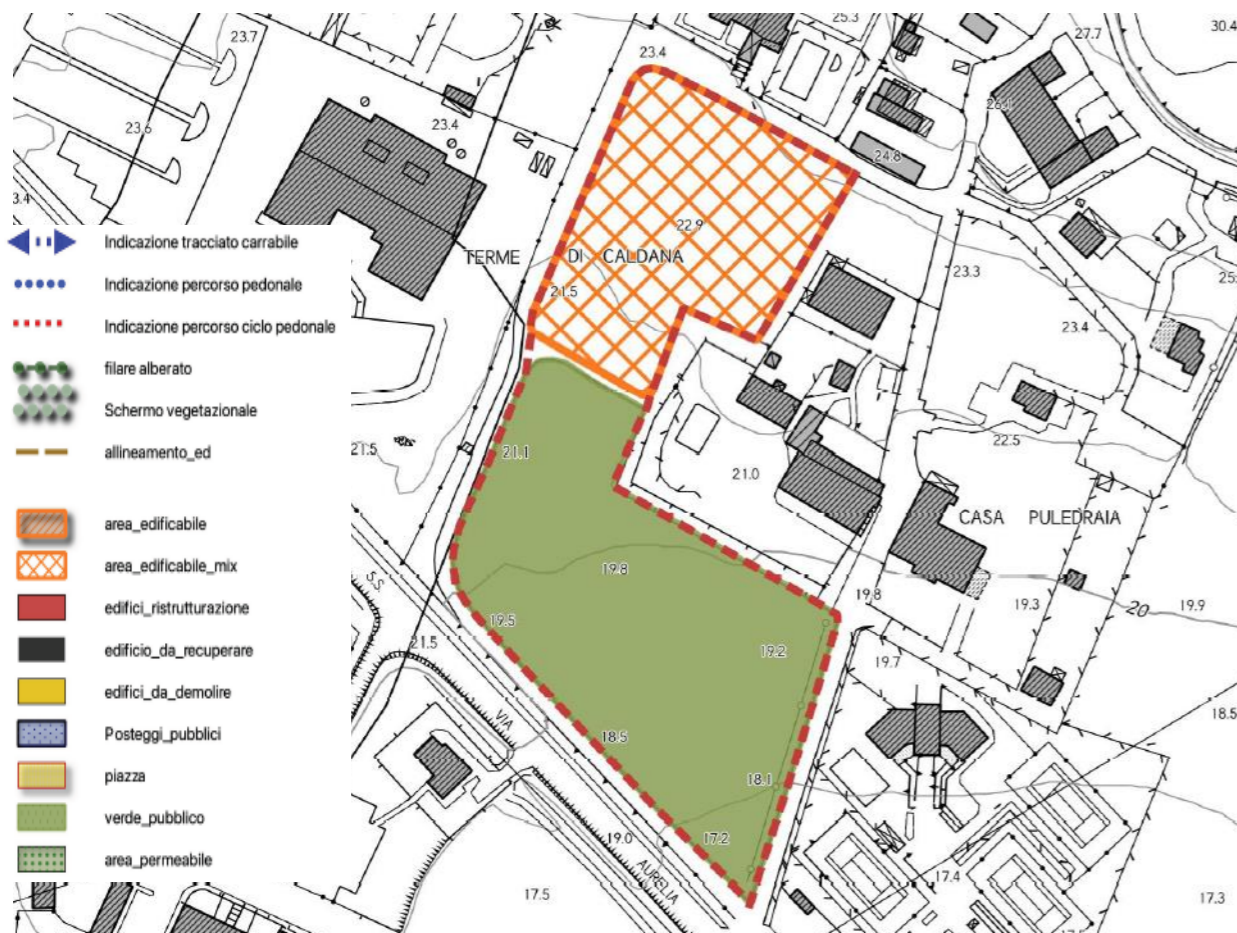 25.3
27.7
30.4
23.7
23.4
26.1
23.6
23.4
24.8
3.4
22.9
TERME DI CALDANA
23.3
25.
21.5
23.4
Indicazione tracciato carrabile
Indicazione percorso pedonale
Indicazione percorso ciclo pedonale
filare alberato
Schermo vegetazionale
allineamento_ed
area_edificabile
area_edificabile_mix
edifici_ristrutturazione
edificio_da_recuperare
edifici_da_demolire
Posteggi_pubblici
piazza
verde_pubblico
area_permeabile
21.5
21.1
21.0
22.5
CASA PULEDRAIA
S.S.
19.8
19.8
19.3
20
19.9
19.5
21.5
19.2
19.7
VIA
18.5
18.5
18.1
19.0
17.2
AURELIA
17.5
17.4
17.3